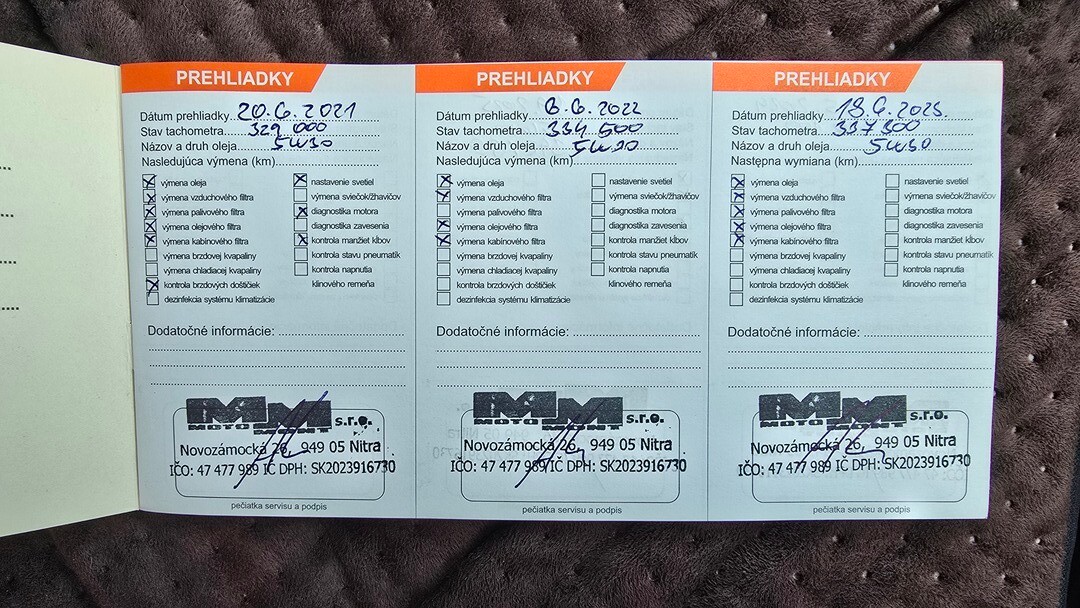 PREHLIADKY
Dátum prehliadky..20.6.2021
Stav tachometra....329 000
Názov a druh oleja.......5W30
Nasledujúca výmena (km)
výmena oleja
výmena vzduchového filtra
výmena palivového filtra
výmena olejového filtra
výmena kabínového filtra
výmena brzdovej kvapaliny
výmena chladiacej kvapaliny
kontrola brzdových doštičiek
dezinfekcia systému klimatizácie
nastavenie svetiel
výmena sviečok/žhavičov
diagnostika motora
diagnostika zavesenia
kontrola manžiet kĺbov
kontrola stavu pneumatík
kontrola napnutia
klinového remeňa
Dodatočné informácie:
MM s.r.o.
MOTO MONT
Novozámocká 26, 949 05 Nitra
IČO: 47 477 989 IČ DPH: SK2023916730
pečiatka servisu a podpis
PREHLIADKY
Dátum prehliadky 6.6.2022
Stav tachometra 334 500
Názov a druh oleja
Nasledujúca výmena (km)
výmena oleja
výmena vzduchového filtra
výmena palivového filtra
výmena olejového filtra
výmena kabínového filtra
výmena brzdovej kvapaliny
výmena chladiacej kvapaliny
kontrola brzdových doštičiek
dezinfekcia systému klimatizácie
nastavenie svetiel
výmena sviečok/žhavičov
diagnostika motora
diagnostika zavesenia
kontrola manžiet kĺbov
kontrola stavu pneumatík
kontrola napnutia
klinového remeňa
Dodatočné informácie:
MM s.r.o.
MOTO MONT
Novozámocká 26, 949 05 Nitra
IČO: 47 477 989 IČ DPH: SK2023916730
pečiatka servisu a podpis
PREHLIADKY
Dátum prehliadky
Stav tachometra 337 800
Názov a druh oleja 5W30
Następna wymiana (km)
výmena oleja
výmena vzduchového filtra
výmena palivového filtra
výmena olejového filtra
výmena kabínového filtra
výmena brzdovej kvapaliny
výmena chladiacej kvapaliny
kontrola brzdových doštičiek
dezinfekcia systému klimatizácie
nastavenie svetiel
výmena sviečok/žhavičov
diagnostika motora
diagnostika zavesenia
kontrola manžiet kĺbov
kontrola stavu pneumatík
kontrola napnutia
klinového remeňa
Dodatočné informácie:
MM s.r.o.
MOTO MONT
Novozámocká 26, 949 05 Nitra
IČO: 47 477 989 IČ DPH: SK2023916730
pečiatka servisu a podpis